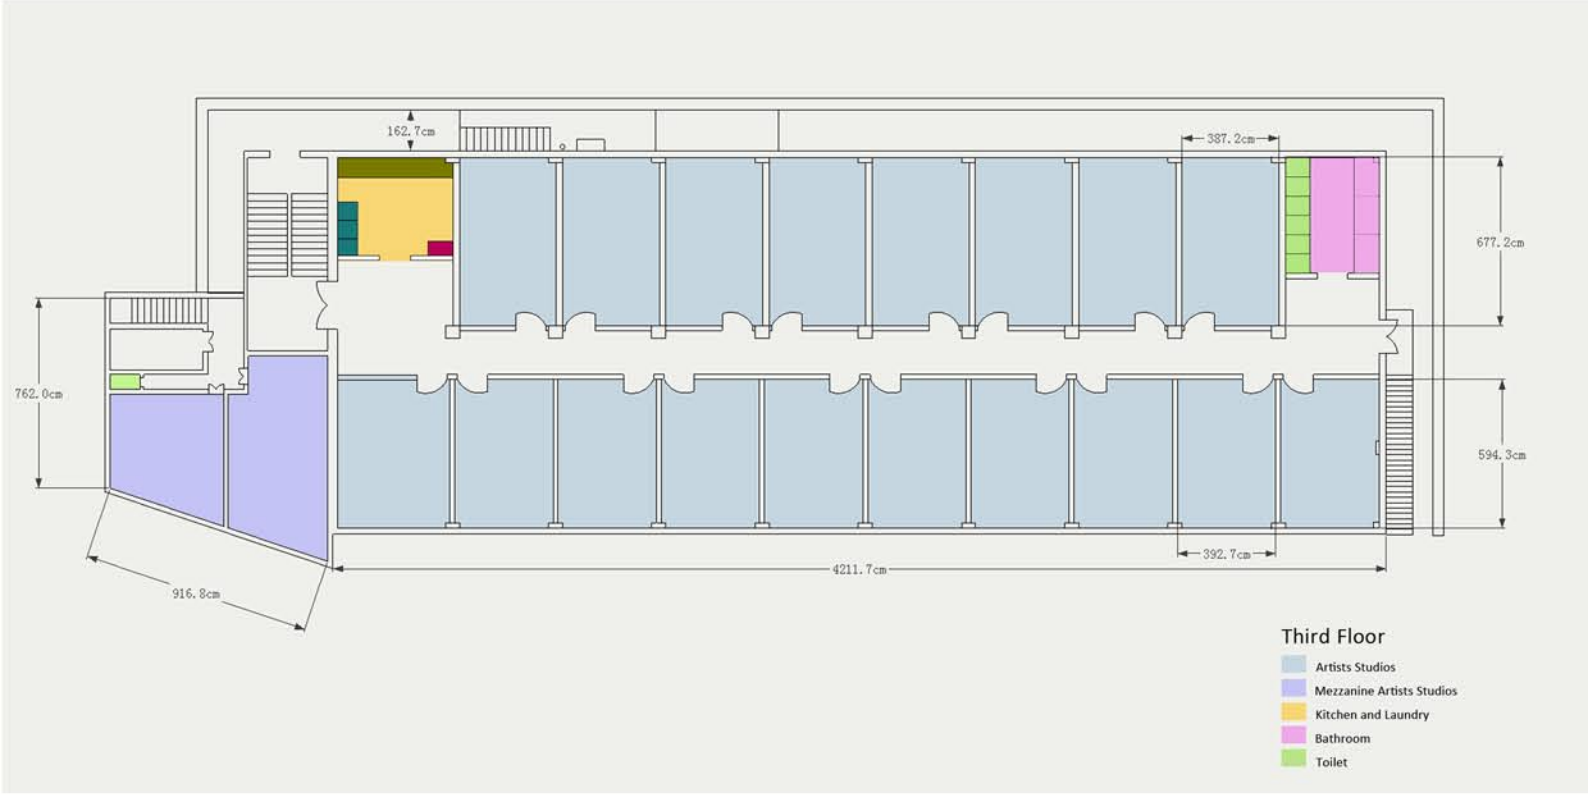 162.7cm
387.2cm
677.2cm
762.0cm
594.3cm
392.7cm
4211.7cm
916.8cm
Third Floor
Artists Studios
Mezzanine Artists Studios
Kitchen and Laundry
Bathroom
Toilet